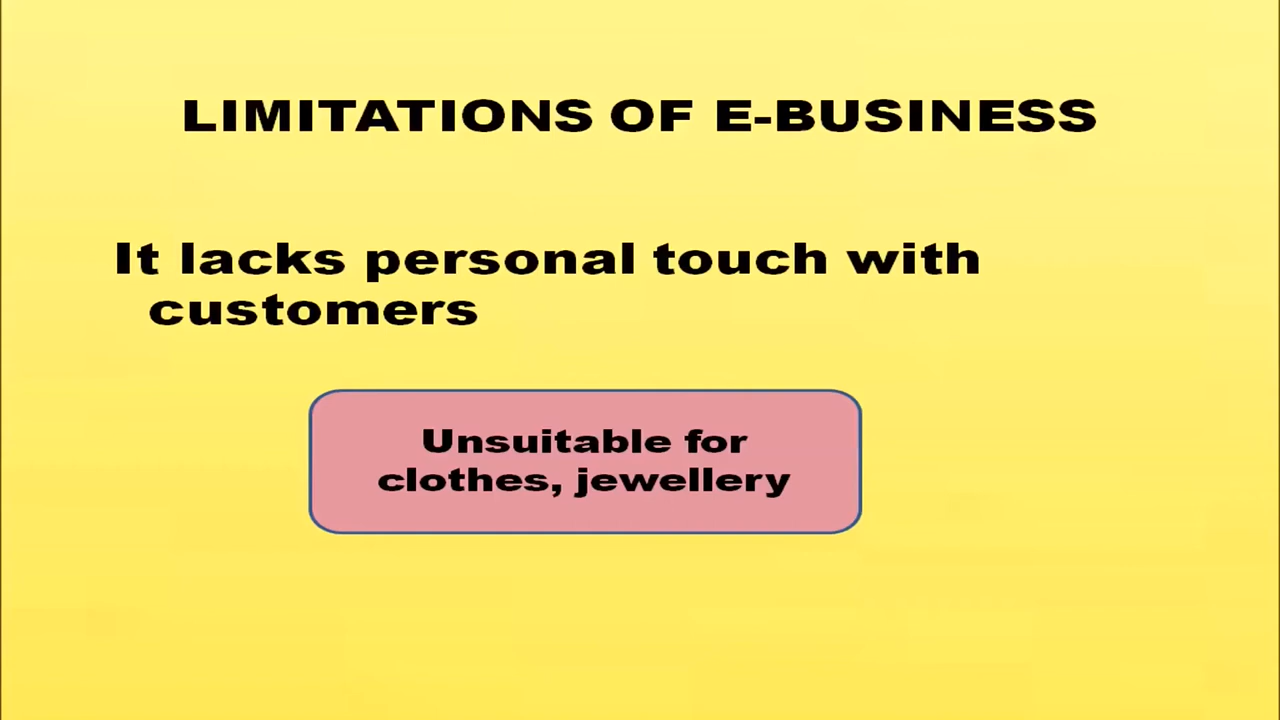 LIMITATIONS OF E-BUSINESS
It lacks personal touch with
customers
Unsuitable for
clothes, jewellery